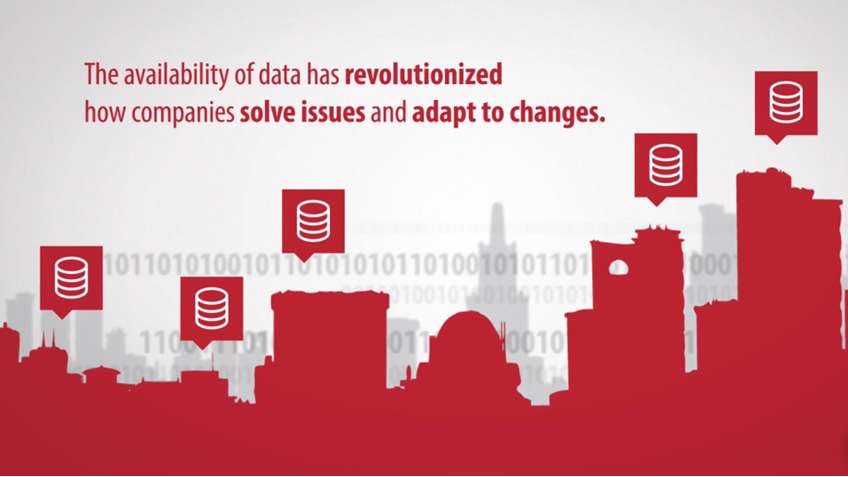 The availability of data has revolutionized
how companies solve issues and adapt to changes.